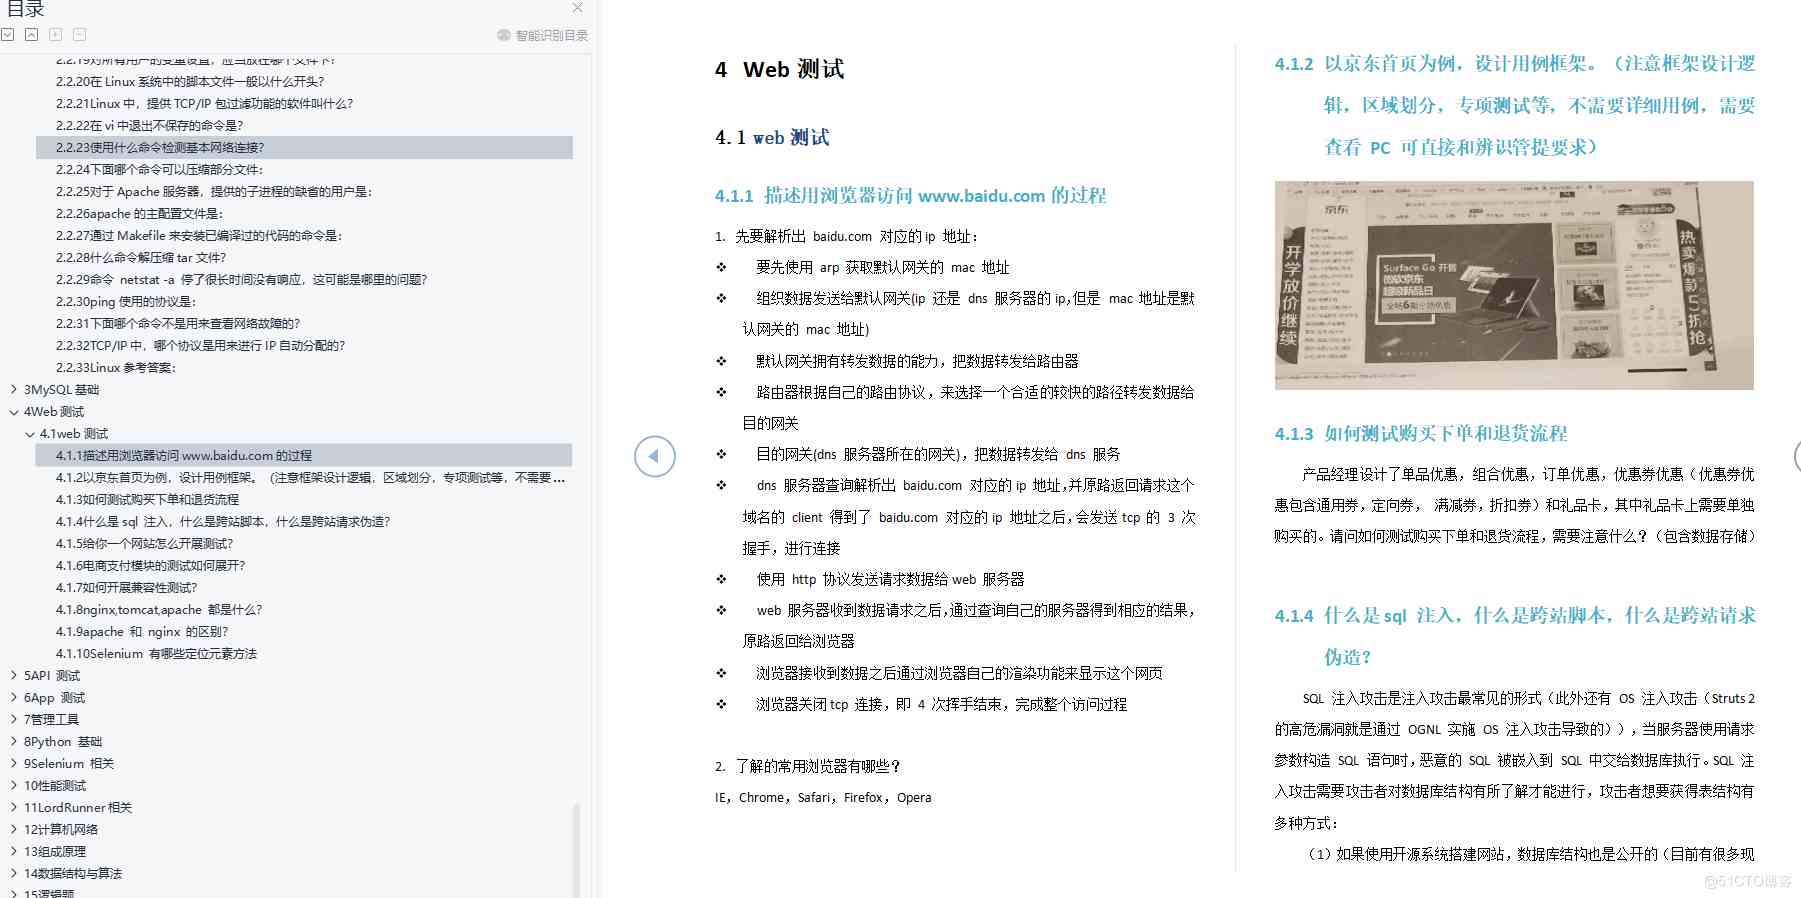 目录
智能识别目录
2.2.19对所有用户的变量设置，应当放在哪个文件下？
2.2.20在 Linux 系统中的脚本文件一般以什么开头？
2.2.21Linux 中，提供 TCP/IP 包过滤功能的软件叫什么？
2.2.22在 vi 中退出不保存的命令是？
2.2.23使用什么命令检测基本网络连接？
2.2.24下面哪个命令可以压缩部分文件：
2.2.25对于 Apache 服务器，提供的子进程的缺省的用户是：
2.2.26apache 的主配置文件是：
2.2.27通过 Makefile 来安装已编译过的代码的命令是：
2.2.28什么命令解压缩 tar 文件？
2.2.29命令 netstat -a 停了很长时间没有响应，这可能是哪里的问题？
2.2.30ping 使用的协议是：
2.2.31下面哪个命令不是用来查看网络故障的？
2.2.32TCP/IP 中，哪个协议是用来进行 IP 自动分配的？
2.2.33Linux 参考答案：
3MySQL 基础
4Web 测试
4.1web 测试
4.1.1描述用浏览器访问 www.baidu.com 的过程
4.1.2以京东首页为例，设计用例框架。（注意框架设计逻辑，区域划分，专项测试等，不需要 ...
4.1.3如何测试购买下单和退货流程
4.1.4什么是 sql 注入，什么是跨站脚本，什么是跨站请求伪造？
4.1.5给你一个网站怎么开展测试？
4.1.6电商支付模块的测试如何展开？
4.1.7如何开展兼容性测试？
4.1.8nginx,tomcat,apache 都是什么？
4.1.9apache 和 nginx 的区别？
4.1.10Selenium 有哪些定位元素方法
5API 测试
6App 测试
7管理工具
8Python 基础
9Selenium 相关
10性能测试
11LordRunner相关
12计算机网络
13组成原理
14数据结构与算法
15逻辑题
4 Web 测试
4.1 web 测试
4.1.1 描述用浏览器访问 www.baidu.com 的过程
1. 先要解析出 baidu.com 对应的 ip 地址：
❖ 要先使用 arp 获取默认网关的 mac 地址
❖ 组织数据发送给默认网关(ip 还是 dns 服务器的 ip，但是 mac 地址是默
认网关的 mac 地址)
❖ 默认网关拥有转发数据的能力，把数据转发给路由器
❖ 路由器根据自己的路由协议，来选择一个合适的较快的路径转发数据给
目的网关
❖ 目的网关(dns 服务器所在的网关)，把数据转发给 dns 服务
❖ dns 服务器查询解析出 baidu.com 对应的 ip 地址，并原路返回请求这个
域名的 client 得到了 baidu.com 对应的 ip 地址之后，会发送 tcp 的 3 次
握手，进行连接
❖ 使用 http 协议发送请求数据给 web 服务器
❖ web 服务器收到数据请求之后，通过查询自己的服务器得到相应的结果，
原路返回给浏览器
❖ 浏览器接收到数据之后通过浏览器自己的渲染功能来显示这个网页
❖ 浏览器关闭 tcp 连接，即 4 次挥手结束，完成整个访问过程
2. 了解的常用浏览器有哪些？
IE，Chrome，Safari，Firefox，Opera
4.1.2 以京东首页为例，设计用例框架。（注意框架设计逻
辑，区域划分，专项测试等，不需要详细用例，需要
查看 PC 可直接和辨识管提要求）
京东
开学放价继续
Surface Go 开售
微软京东
超级新品日
热卖爆款5折抢
4.1.3 如何测试购买下单和退货流程
产品经理设计了单品优惠，组合优惠，订单优惠，优惠券优惠（优惠券优
惠包含通用券，定向券， 满减券，折扣券）和礼品卡，其中礼品卡上需要单独
购买的。请问如何测试购买下单和退货流程，需要注意什么？（包含数据存储）
4.1.4 什么是 sql 注入，什么是跨站脚本，什么是跨站请求
伪造？
SQL 注入攻击是注入攻击最常见的形式（此外还有 OS 注入攻击（Struts 2
的高危漏洞就是通过 OGNL 实施 OS 注入攻击导致的）），当服务器使用请求
参数构造 SQL 语句时，恶意的 SQL 被嵌入到 SQL 中交给数据库执行。SQL 注
入攻击需要攻击者对数据库结构有所了解才能进行，攻击者想要获得表结构有
多种方式：
（1）如果使用开源系统搭建网站，数据库结构也是公开的（目前有很多现
@51CTO博客